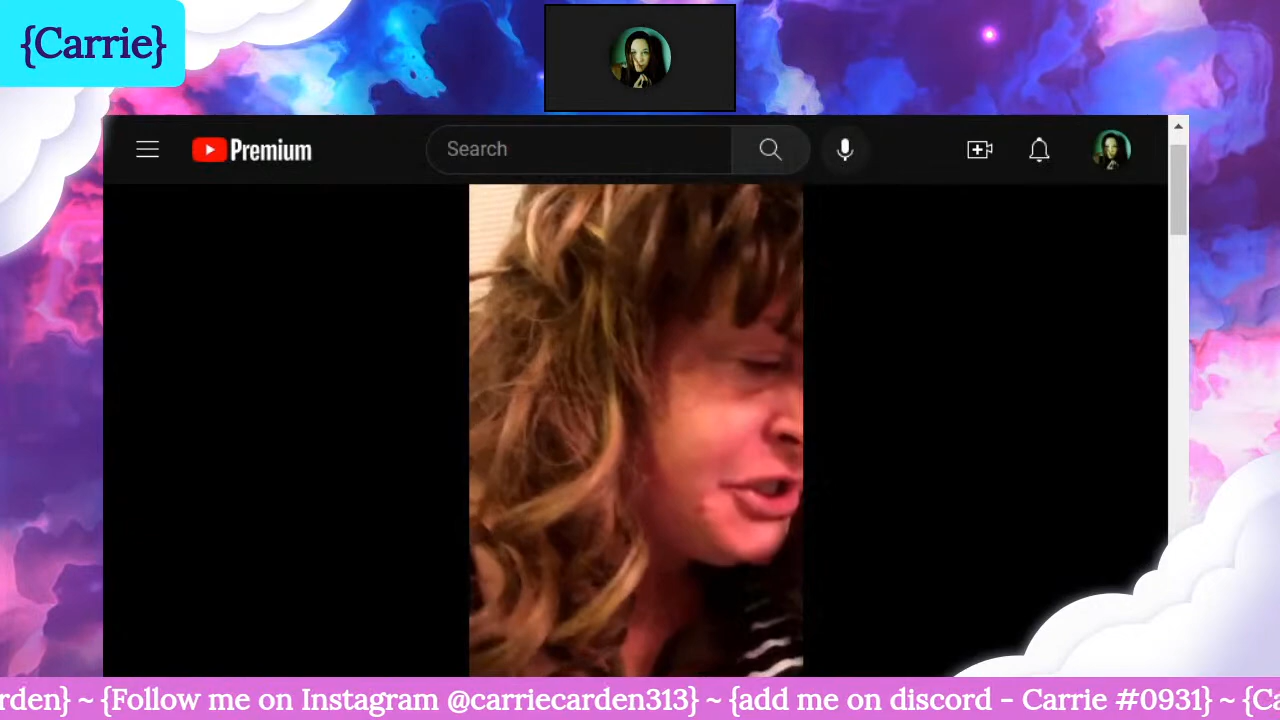 {Carrie}
Premium
Search
rden} ~ {Follow me on Instagram @carriecarden313} ~ {add me on discord - Carrie #0931} ~ {Ca